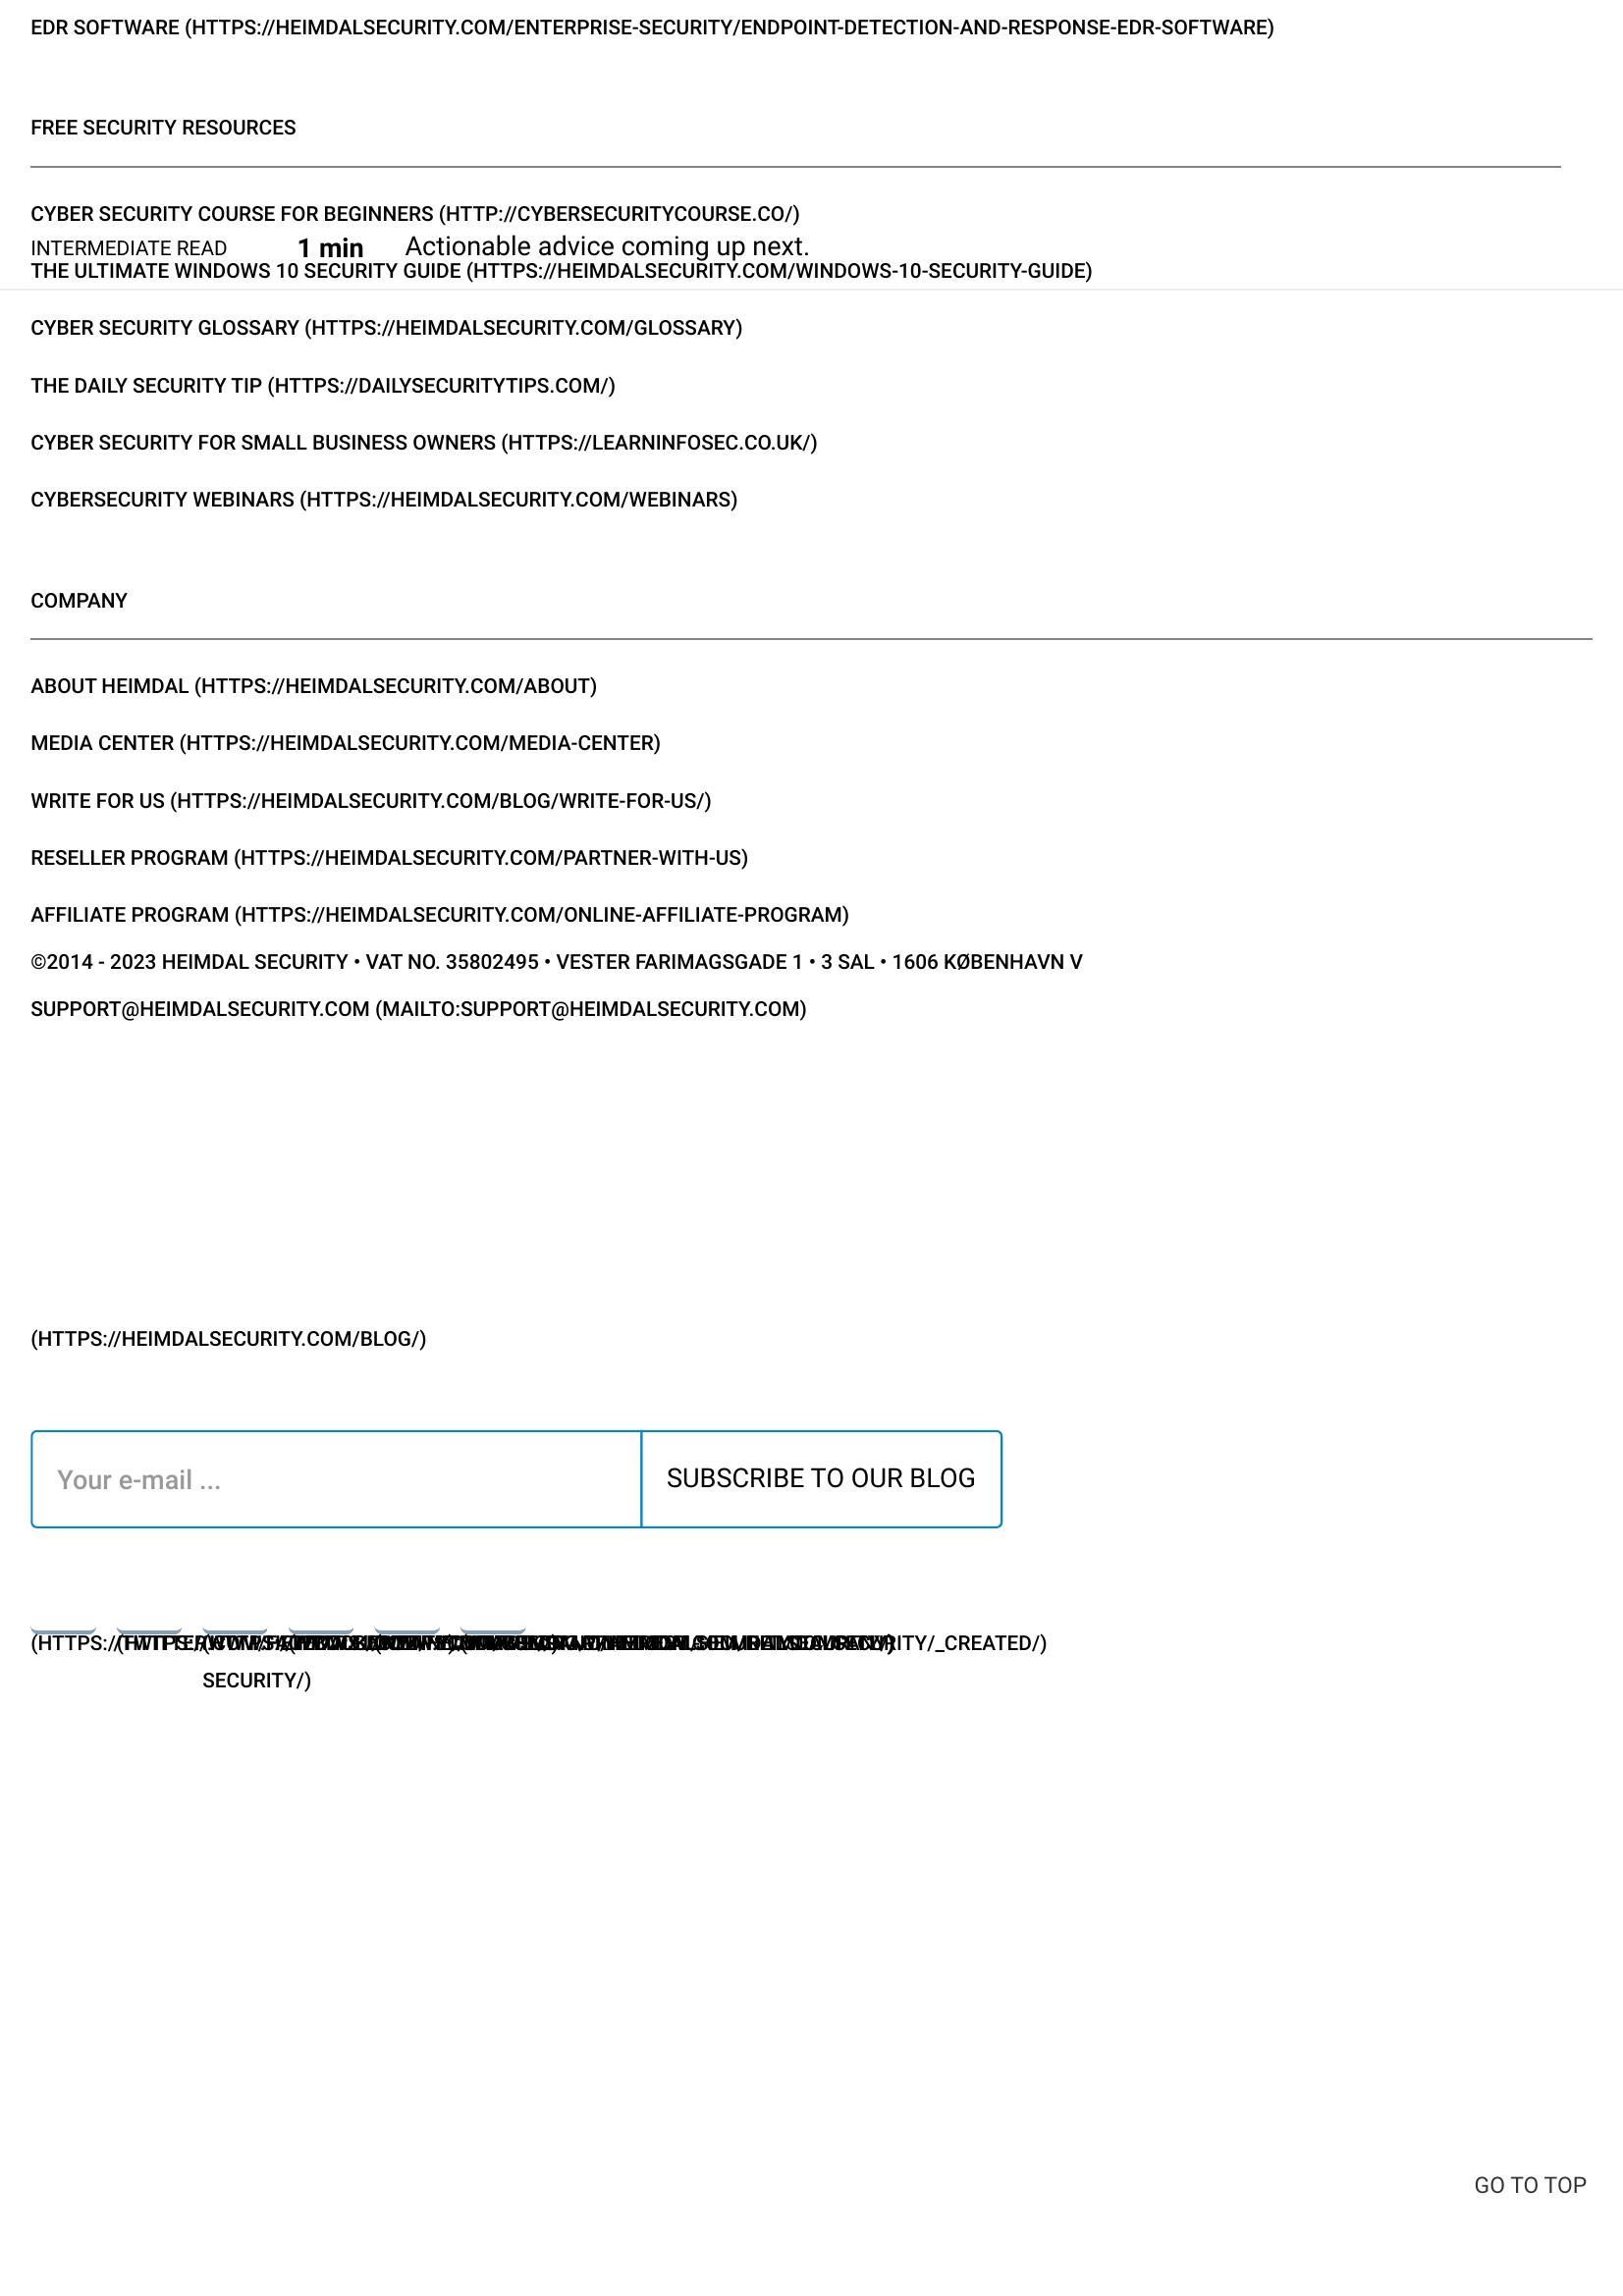 EDR SOFTWARE (HTTPS://HEIMDALSECURITY.COM/ENTERPRISE-SECURITY/ENDPOINT-DETECTION-AND-RESPONSE-EDR-SOFTWARE)
FREE SECURITY RESOURCES
CYBER SECURITY COURSE FOR BEGINNERS (HTTP://CYBERSECURITYCOURSE.CO/)
INTERMEDIATE READ 1 min Actionable advice coming up next.
THE ULTIMATE WINDOWS 10 SECURITY GUIDE (HTTPS://HEIMDALSECURITY.COM/WINDOWS-10-SECURITY-GUIDE)
CYBER SECURITY GLOSSARY (HTTPS://HEIMDALSECURITY.COM/GLOSSARY)
THE DAILY SECURITY TIP (HTTPS://DAILYSECURITYTIPS.COM/)
CYBER SECURITY FOR SMALL BUSINESS OWNERS (HTTPS://LEARNINFOSEC.CO.UK/)
CYBERSECURITY WEBINARS (HTTPS://HEIMDALSECURITY.COM/WEBINARS)
COMPANY
ABOUT HEIMDAL (HTTPS://HEIMDALSECURITY.COM/ABOUT)
MEDIA CENTER (HTTPS://HEIMDALSECURITY.COM/MEDIA-CENTER)
WRITE FOR US (HTTPS://HEIMDALSECURITY.COM/BLOG/WRITE-FOR-US/)
RESELLER PROGRAM (HTTPS://HEIMDALSECURITY.COM/PARTNER-WITH-US)
AFFILIATE PROGRAM (HTTPS://HEIMDALSECURITY.COM/ONLINE-AFFILIATE-PROGRAM)
©2014 - 2023 HEIMDAL SECURITY • VAT NO. 35802495 • VESTER FARIMAGSGADE 1 • 3 SAL • 1606 KØBENHAVN V
SUPPORT@HEIMDALSECURITY.COM (MAILTO:SUPPORT@HEIMDALSECURITY.COM)
(HTTPS://HEIMDALSECURITY.COM/BLOG/)
Your e-mail ...
SUBSCRIBE TO OUR BLOG
(HTTPS:/ /_CREATED/)
SECURITY/)
GO TO TOP